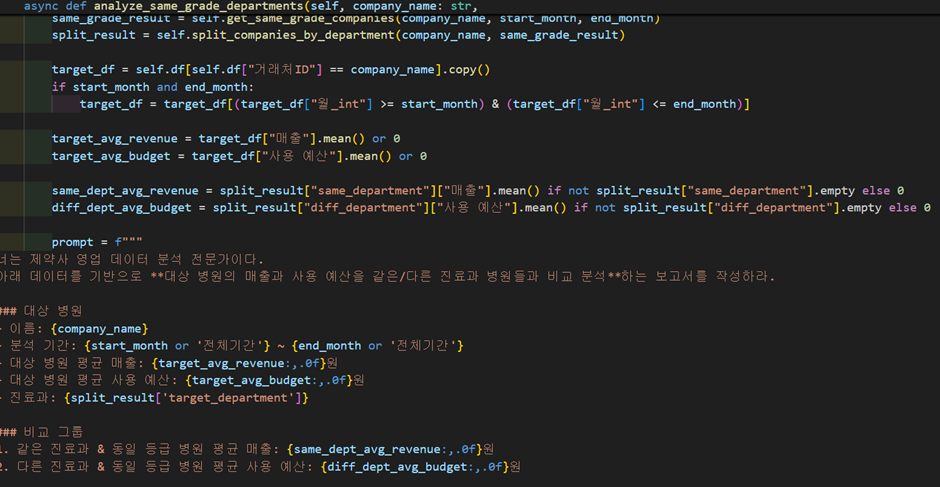 async def analyze_same_grade_departments(self, company_name: str,
same_grade_result = self.get_same_grade_companies(company_name, start_month, end_month)
split_result = self.split_companies_by_department(company_name, same_grade_result)
target_df = self.df[self.df["거래처ID"] == company_name].copy()
if start_month and end_month:
target_df = target_df[(target_df["월_int"] >= start_month) & (target_df["월_int"] <= end_month)]
target_avg_revenue = target_df["매출"].mean() or 0
target_avg_budget = target_df["사용 예산"].mean() or 0
same_dept_avg_revenue = split_result["same_department"]["매출"].mean() if not split_result["same_department"].empty else 0
diff_dept_avg_budget = split_result["diff_department"]["사용 예산"].mean() if not split_result["diff_department"].empty else 0
prompt = f"""
너는 제약사 영업 데이터 분석 전문가이다.
아래 데이터를 기반으로 **대상 병원의 매출과 사용 예산을 같은/다른 진료과 병원들과 비교 분석**하는 보고서를 작성하라.
### 대상 병원
- 이름: {company_name}
- 분석 기간: {start_month or '전체기간'} ~ {end_month or '전체기간'}
- 대상 병원 평균 매출: {target_avg_revenue:,.0f}원
- 대상 병원 평균 사용 예산: {target_avg_budget:,.0f}원
- 진료과: {split_result['target_department']}
### 비교 그룹
1. 같은 진료과 & 동일 등급 병원 평균 매출: {same_dept_avg_revenue:,.0f}원
2. 다른 진료과 & 동일 등급 병원 평균 사용 예산: {diff_dept_avg_budget:,.0f}원